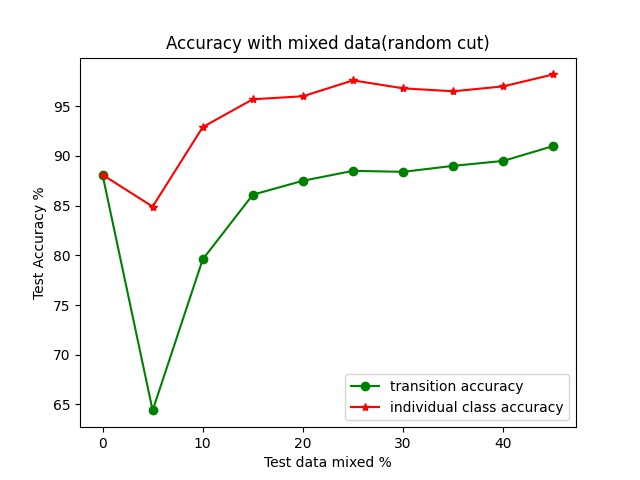 Accuracy with mixed data(random cut)
Test Accuracy %
95
90
85
80
75
70
65
transition accuracy
individual class accuracy
0 10 20 30 40
Test data mixed %